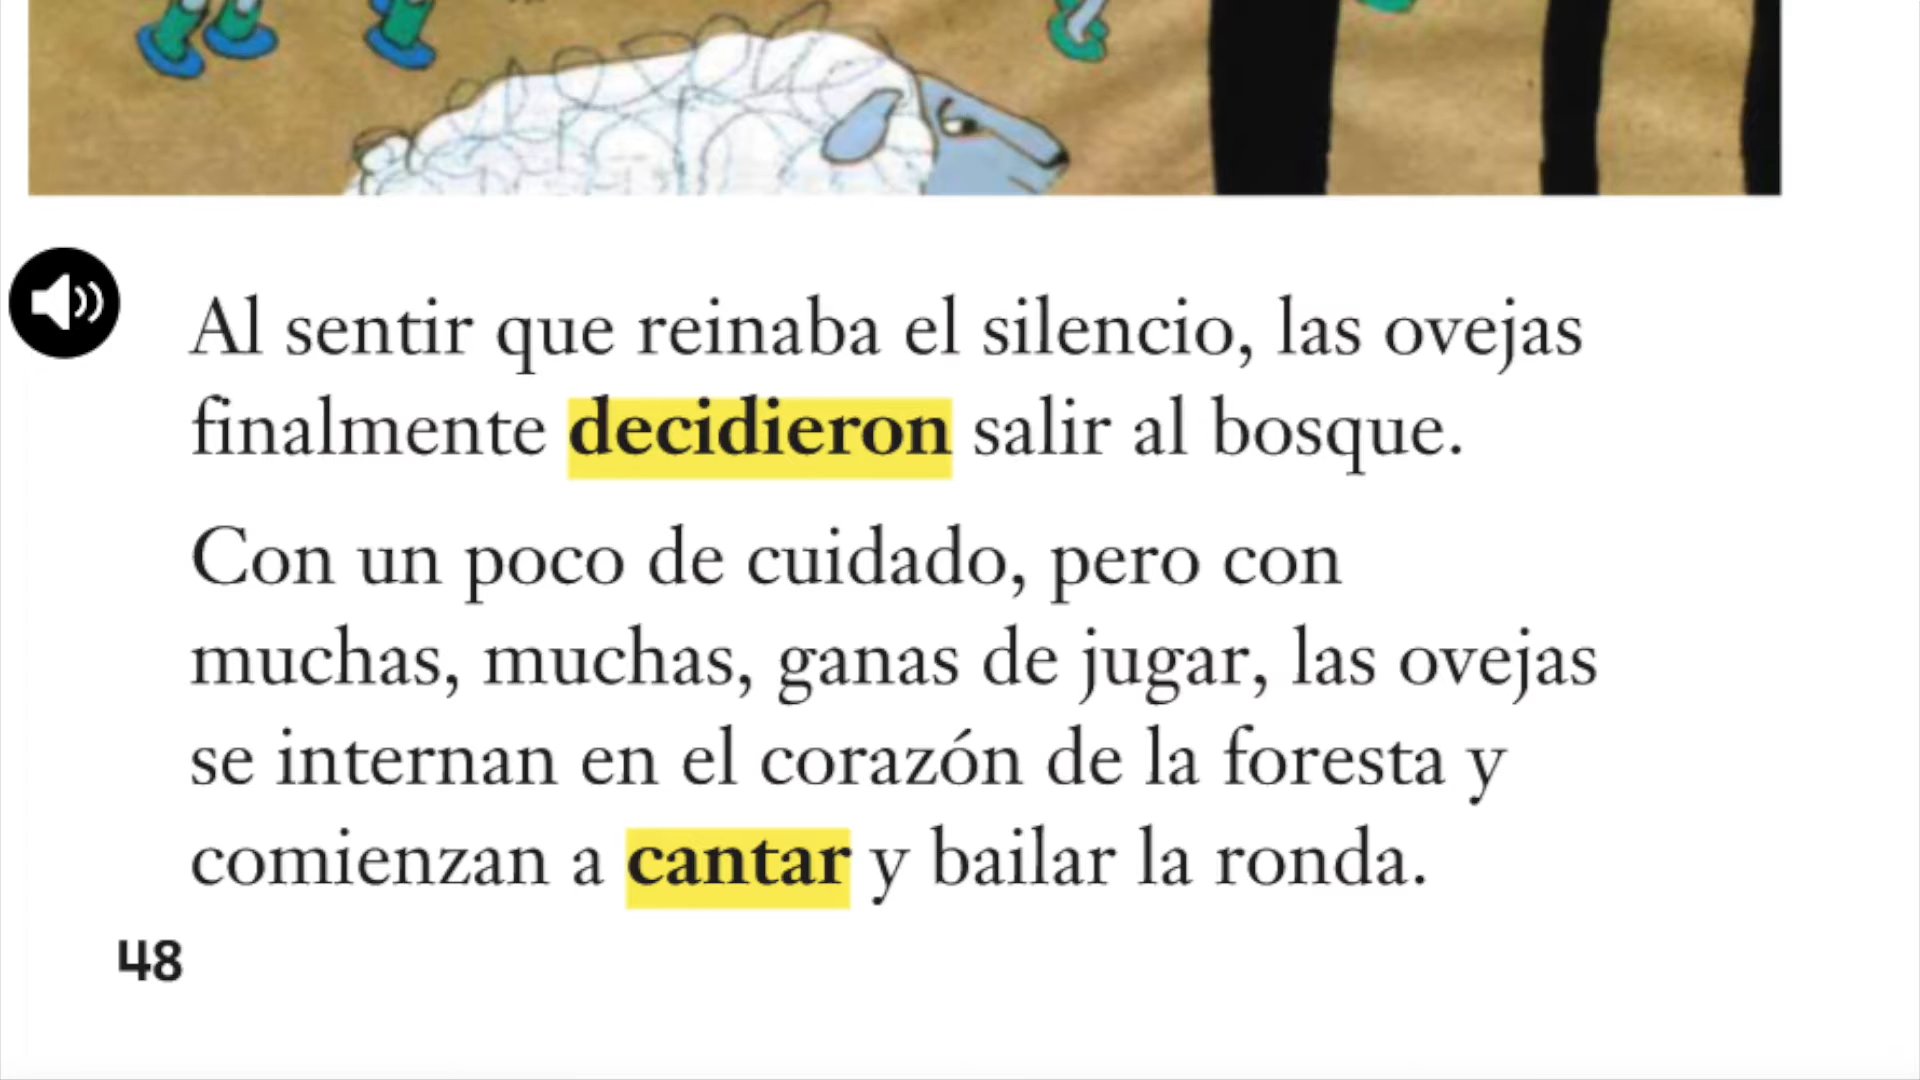 Al sentir que reinaba el silencio, las ovejas
finalmente decidieron salir al bosque.
Con un poco de cuidado, pero con
muchas, muchas, ganas de jugar, las ovejas
se internan en el corazón de la foresta y
comienzan a cantar y bailar la ronda.
48